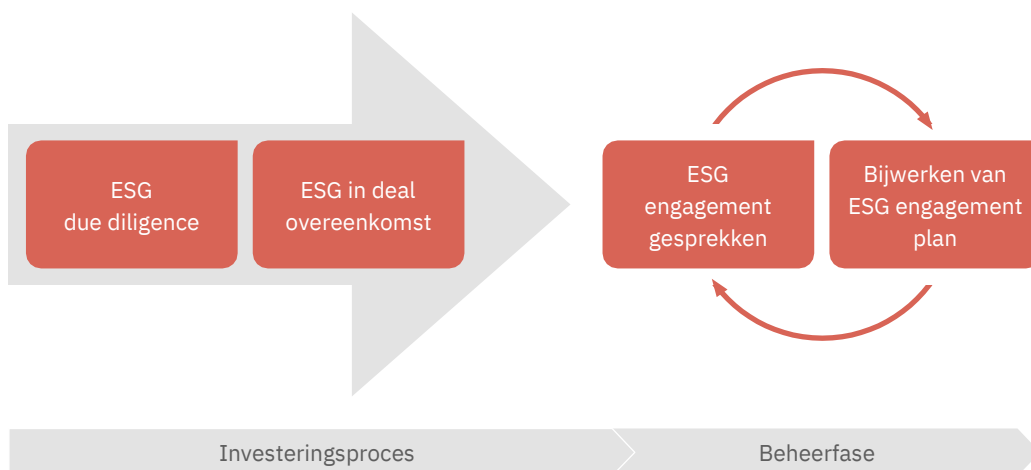 ESG
due diligence
ESG in deal
overeenkomst
ESG
engagement
gesprekken
Bijwerken van
ESG engagement
plan
Investeringsproces
Beheerfase